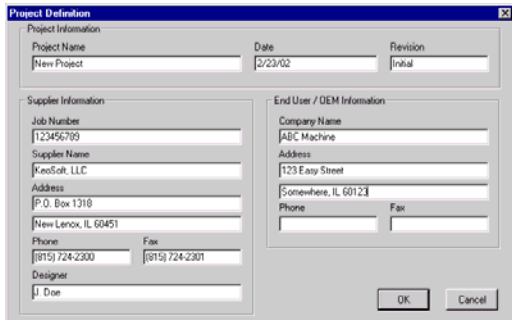 Project Definition
Project Information
Project Name Date Revision
New Project 2/23/02 Initial
Supplier Information
Job Number
123456789
Supplier Name
KeoSoft, LLC
Address
P.O. Box 1318
New Lenox, IL 60451
Phone Fax
(815) 724-2300 (815) 724-2301
Designer
J. Doe
End User / OEM Information
Company Name
ABC Machine
Address
123 Easy Street
Somewhere, IL 60123
Phone Fax
OK Cancel